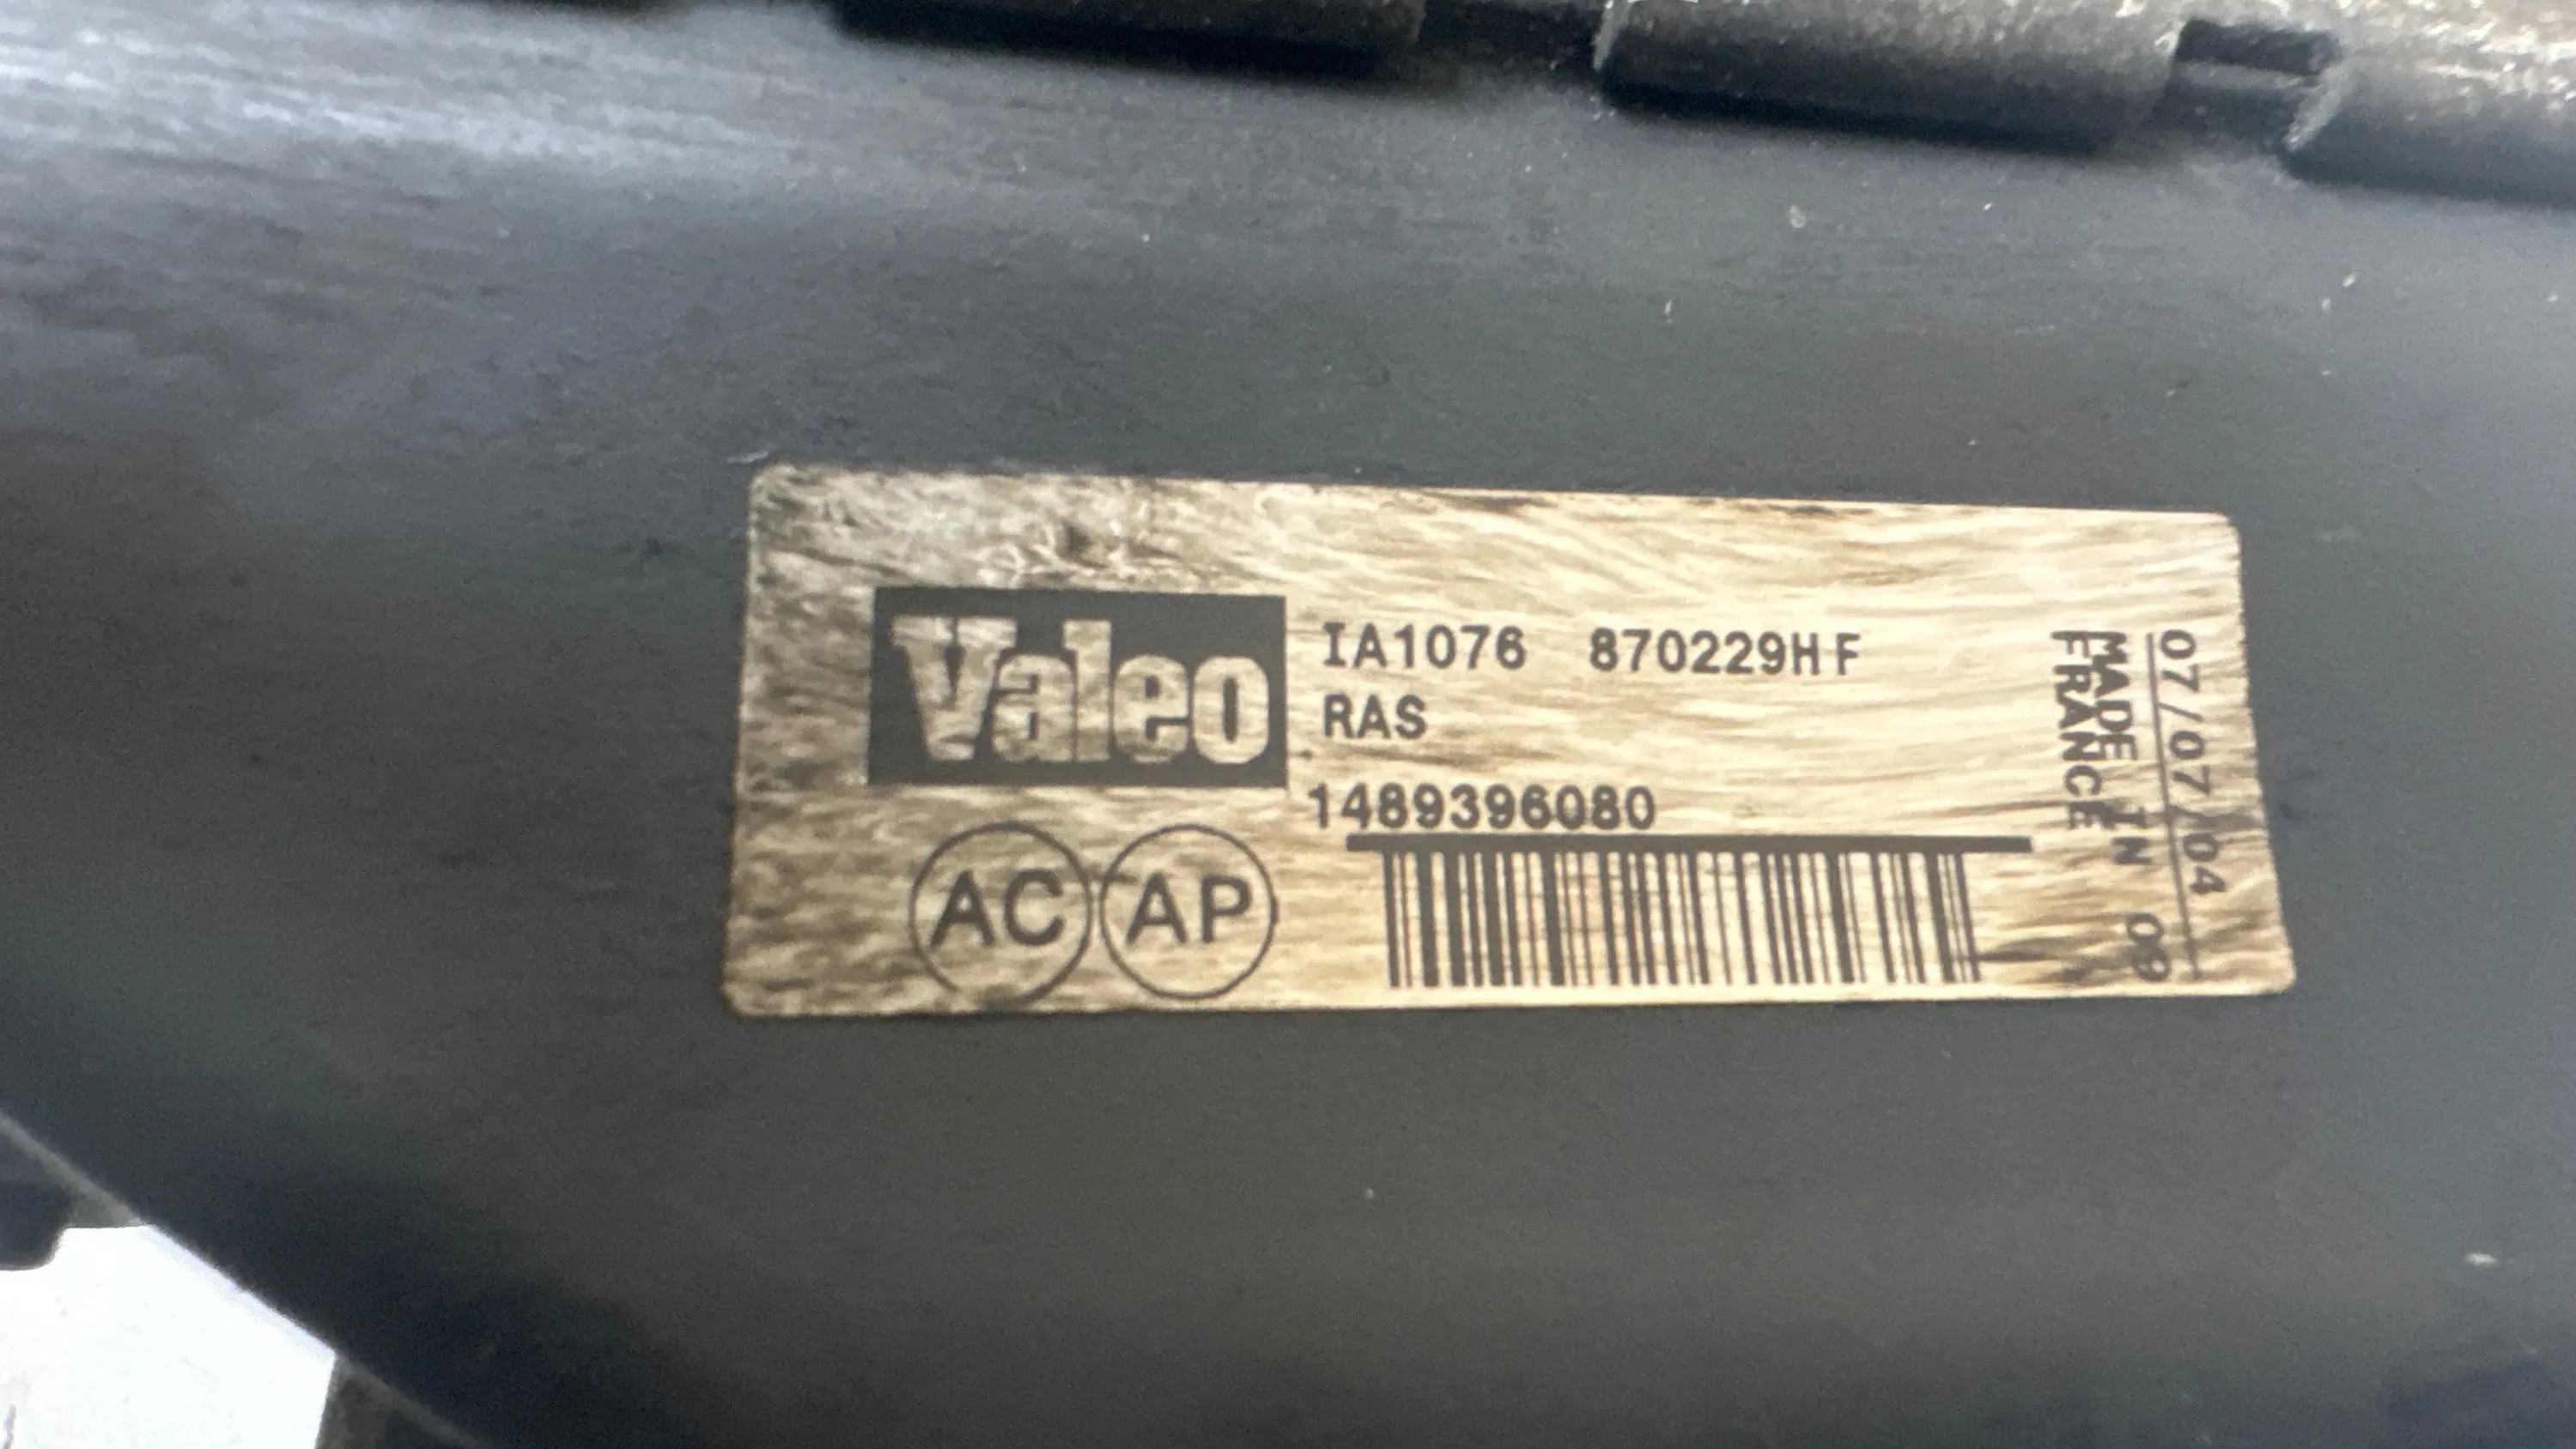 Valeo
IA1076 870229HF
RAS
1489396080
AC AP
07/07/04
MADE IN 09
FRANCE